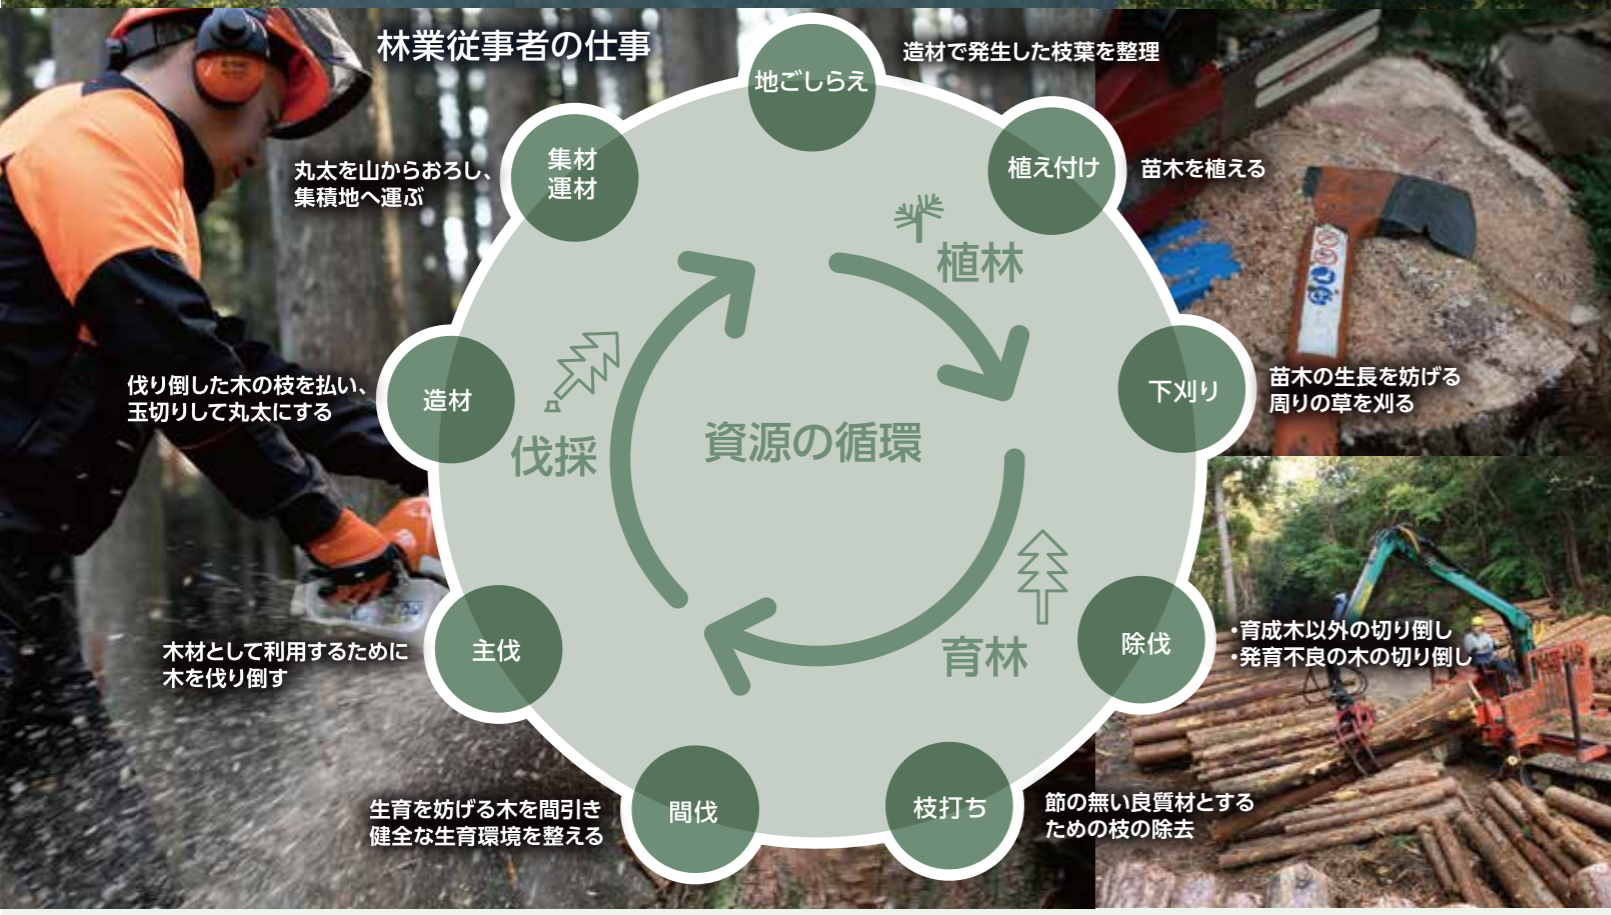 林業従事者の仕事
地ごしらえ
造材で発生した枝葉を整理
植え付け
苗木を植える
下刈り
苗木の生長を妨げる
周りの草を刈る
除伐
・育成木以外の切り倒し
・発育不良の木の切り倒し
枝打ち
節の無い良質材とする
ための枝の除去
間伐
生育を妨げる木を間引き
健全な生育環境を整える
主伐
木材として利用するために
木を伐り倒す
造材
伐り倒した木の枝を払い、
玉切りして丸太にする
集材
運材
丸太を山からおろし、
集積地へ運ぶ
植林
育林
伐採
資源の循環